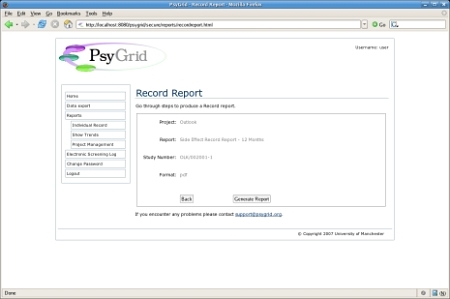 PsyGrid - Record Report - Mozilla Firefox
File Edit View Go Bookmarks Tools Help
http://localhost:8080/psygrid/secure/reports/recordreport.html
Go
PsyGrid
Username: user
Home
Data export
Reports
Individual Record
Show Trends
Project Management
Electronic Screening Log
Change Password
Logout
Record Report
Go through steps to produce a Record report.
Project: Outlook
Report: Side Effect Record Report - 12 Months
Study Number:
Format: pdf
Back Generate Report
If you encounter any problems please contact support@psygrid.org.
© Copyright 2007 University of Manchester
Done